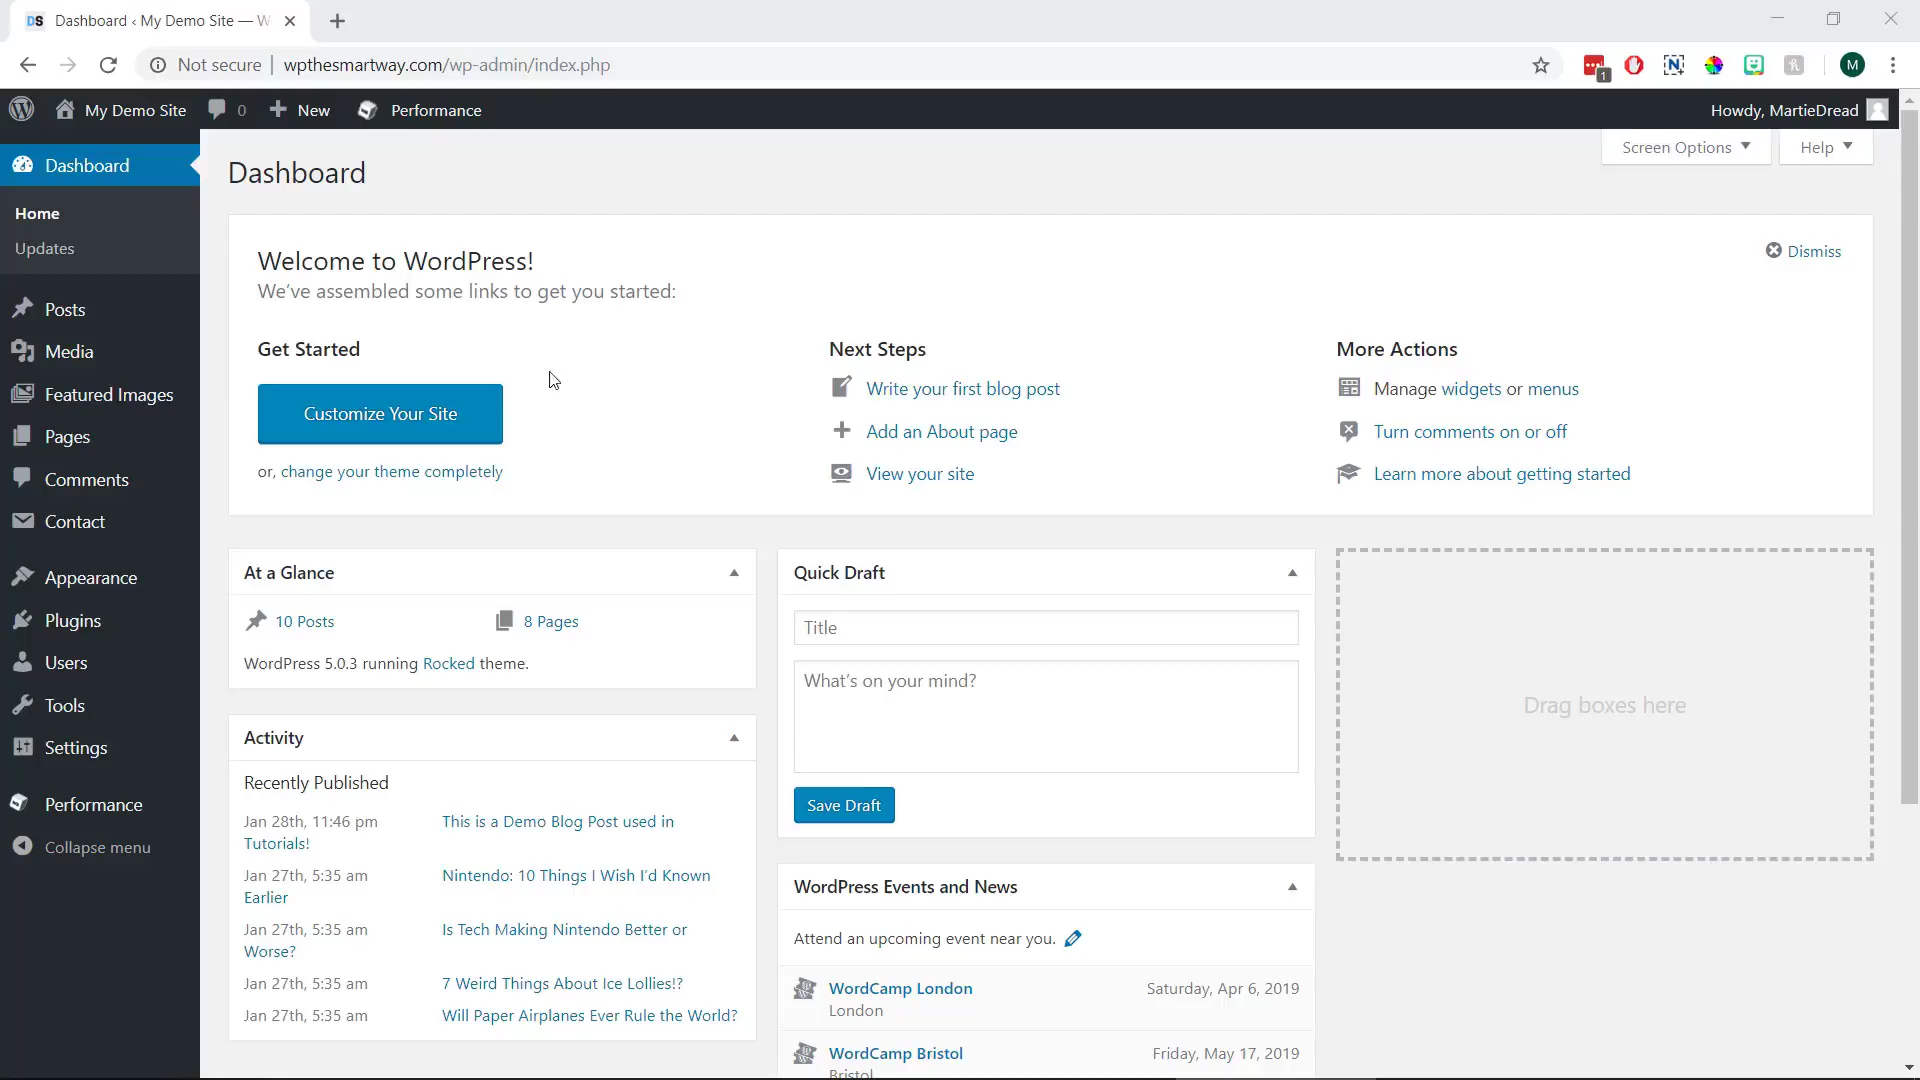 DS Dashboard ‹ My Demo Site — W
Not secure wpthesmartway.com/wp-admin/index.php
1
M
My Demo Site 0 New Performance Howdy, MartieDread
Screen Options Help
Dashboard
Home
Updates
Posts
Media
Featured Images
Pages
Comments
Contact
Appearance
Plugins
Users
Tools
Settings
Performance
Collapse menu
Dashboard
Welcome to WordPress!
Dismiss
We've assembled some links to get you started:
Get Started
Customize Your Site
or, change your theme completely
Next Steps
Write your first blog post
Add an About page
View your site
More Actions
Manage widgets or menus
Turn comments on or off
Learn more about getting started
At a Glance
10 Posts 8 Pages
WordPress 5.0.3 running Rocked theme.
Activity
Recently Published
Jan 28th, 11:46 pm This is a Demo Blog Post used in
Tutorials!
Jan 27th, 5:35 am Nintendo: 10 Things I Wish I'd Known
Earlier
Jan 27th, 5:35 am Is Tech Making Nintendo Better or
Worse?
Jan 27th, 5:35 am 7 Weird Things About Ice Lollies!?
Jan 27th, 5:35 am Will Paper Airplanes Ever Rule the World?
Quick Draft
Title
What's on your mind?
Save Draft
WordPress Events and News
Attend an upcoming event near you.
WordCamp London Saturday, Apr 6, 2019
London
WordCamp Bristol Friday, May 17, 2019
Bristol
Drag boxes here